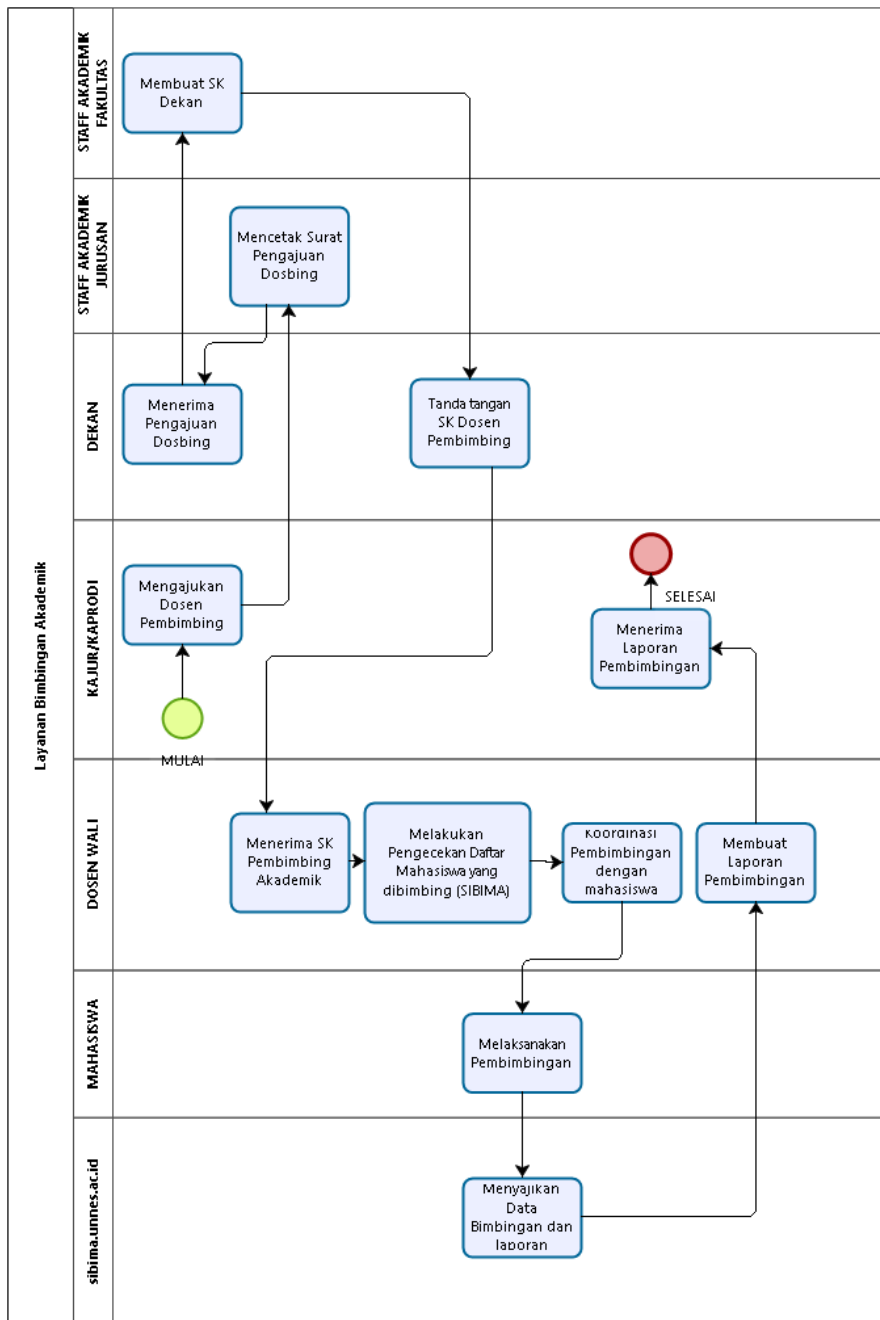 Layanan Bimbingan Akademik
STAFF AKADEMIK
FAKULTAS
Membuat SK
Dekan
STAFF AKADEMIK
JURUSAN
Mencetak Surat
Pengajuan
Dosbing
DEKAN
Menerima
Pengajuan
Dosbing
Tanda tangan
SK Dosen
Pembimbing
KAJUR/KAPRODI
Mengajukan
Dosen
Pembimbing
MULAI
SELESAI
Menerima
Laporan
Pembimbingan
DOSEN WALI
Menerima SK
Pembimbing
Akademik
Melakukan
Pengecekan Daftar
Mahasiswa yang
dibimbing (SIBIMA)
Koordinasi
Pembimbingan
dengan
mahasiswa
Membuat
Laporan
Pembimbingan
MAHASISWA
Melaksanakan
Pembimbingan
sibima.unnes.ac.id
Menyajikan
Data
Bimbingan dan
laporan